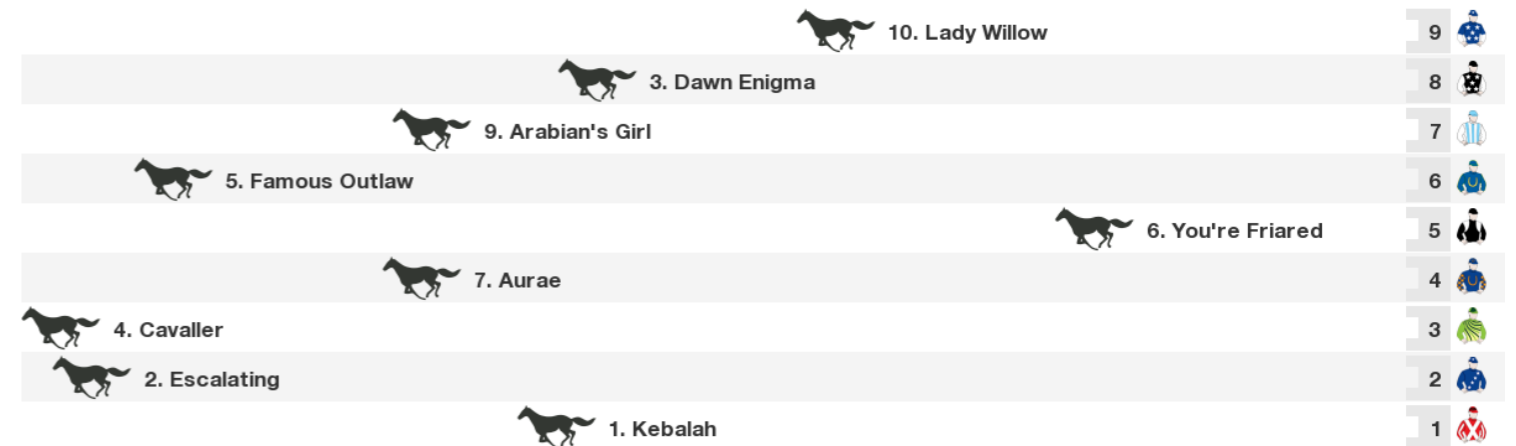 10. Lady Willow 9
3. Dawn Enigma 8
9. Arabian's Girl 7
5. Famous Outlaw 6
6. You're Friared 5
7. Aurae 4
4. Cavaller 3
2. Escalating 2
1. Kebalah 1